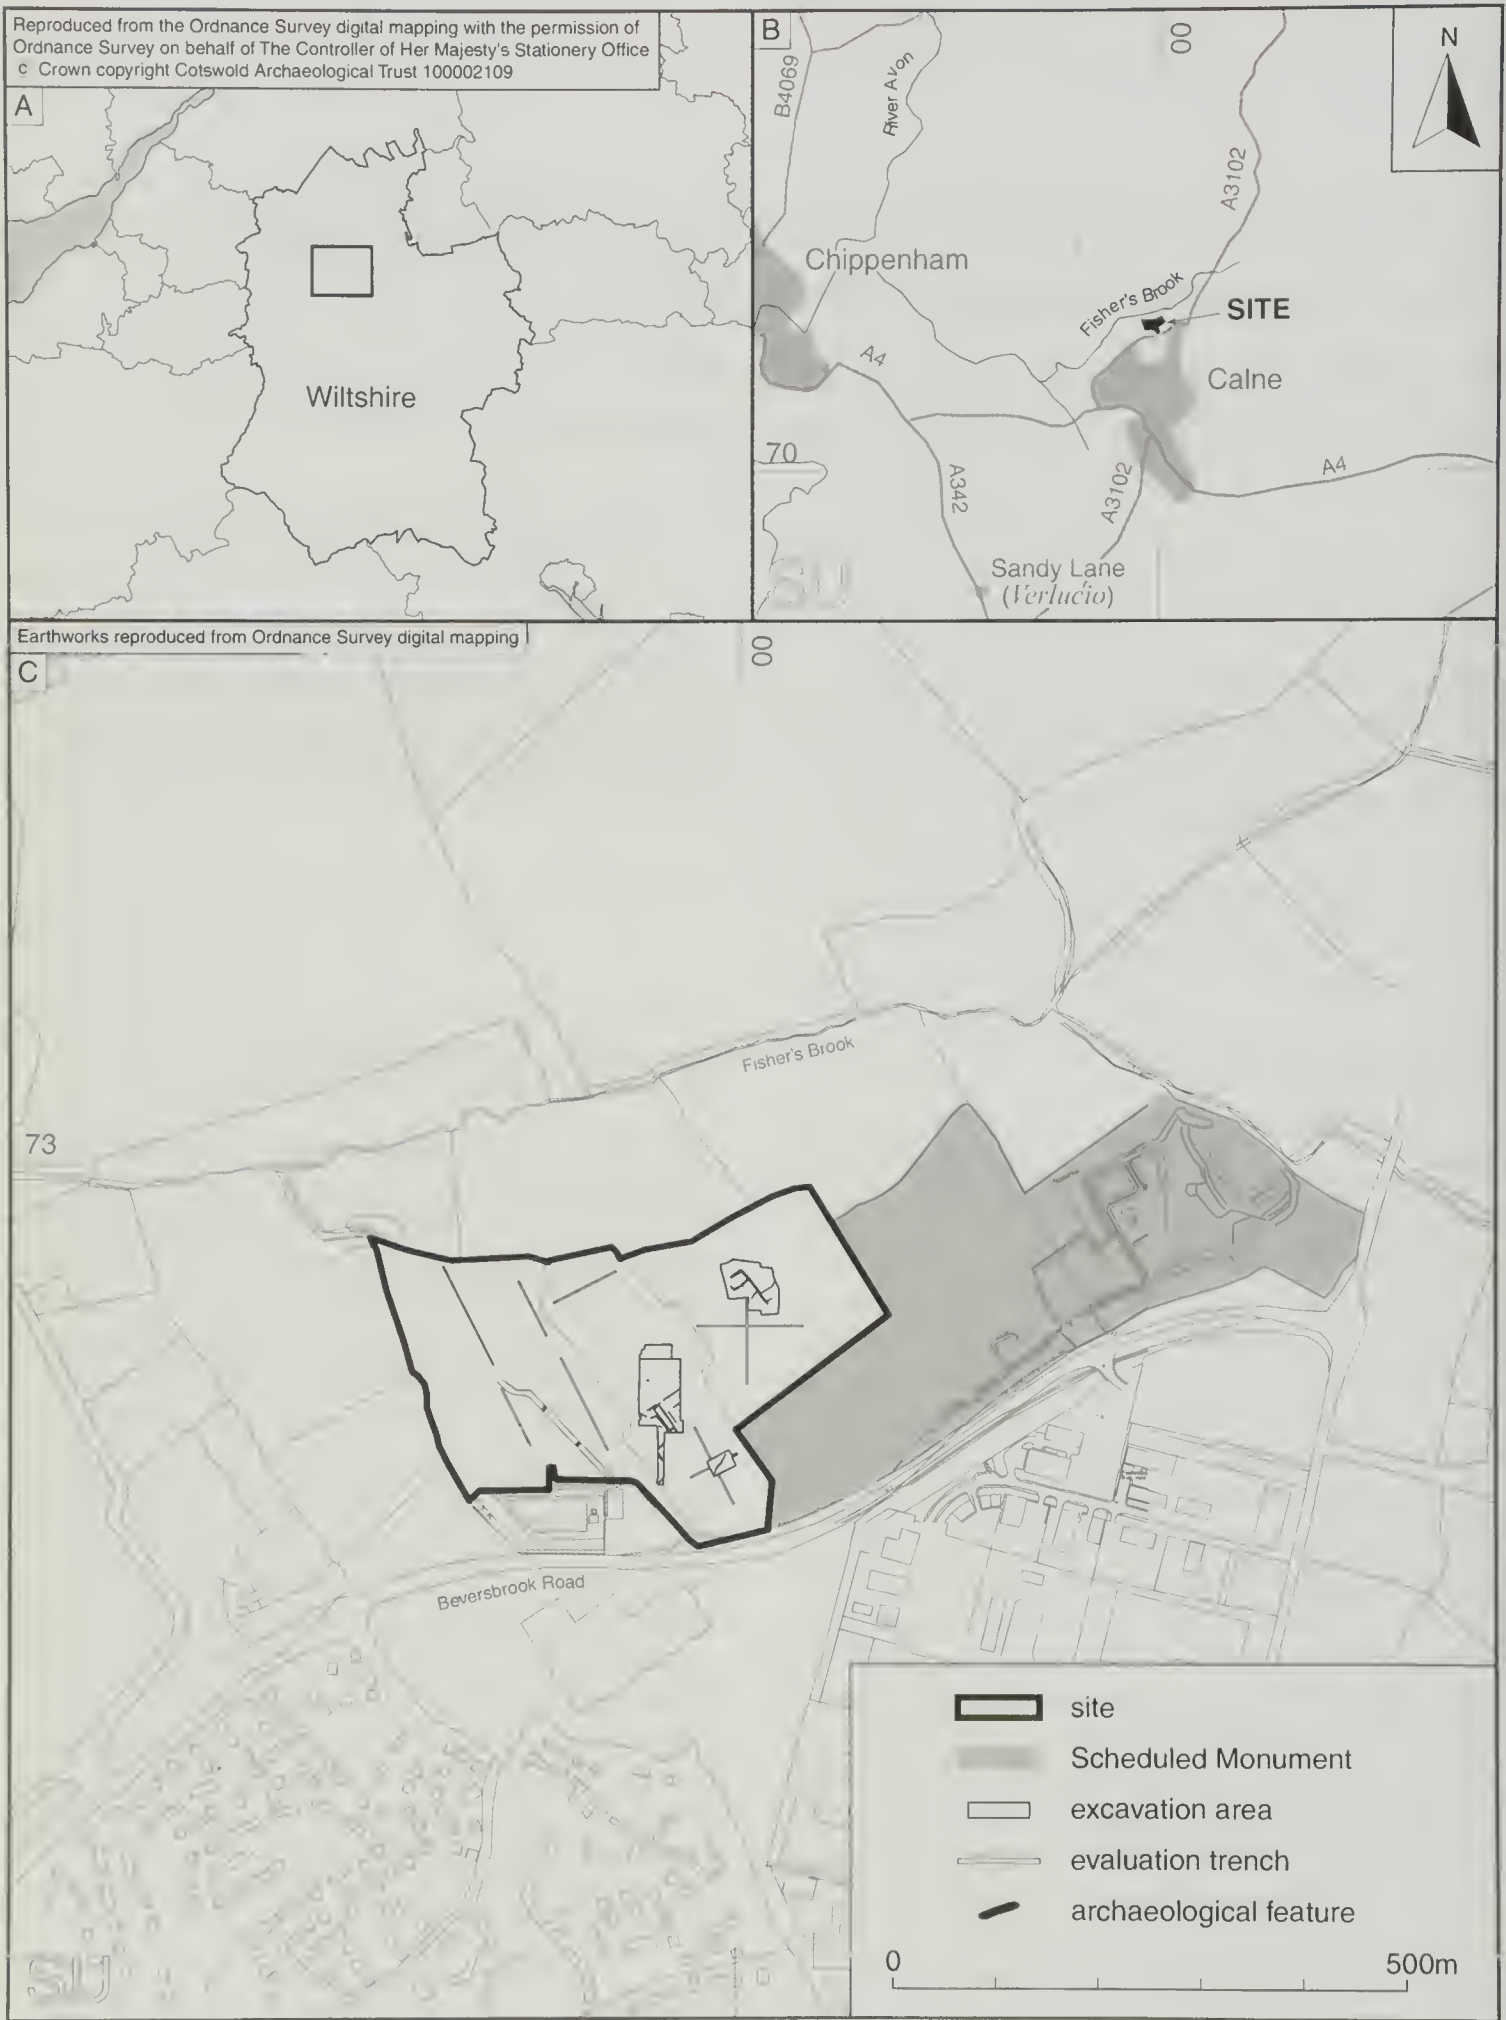 Reproduced from the Ordnance Survey digital mapping with the permission of
Ordnance Survey on behalf of The Controller of Her Majesty's Stationery Office
c Crown copyright Cotswold Archaeological Trust 100002109
A
Wiltshire
B
00
N
B4069
River Avon
A3102
Chippenham
Fisher's Brook
SITE
A4
Calne
70
A342
A3102
A4
SU
Sandy Lane
(Verlucio)
Earthworks reproduced from Ordnance Survey digital mapping
C
00
Fisher's Brook
73
Beversbrook Road
SU
site
Scheduled Monument
excavation area
evaluation trench
archaeological feature
0
500m